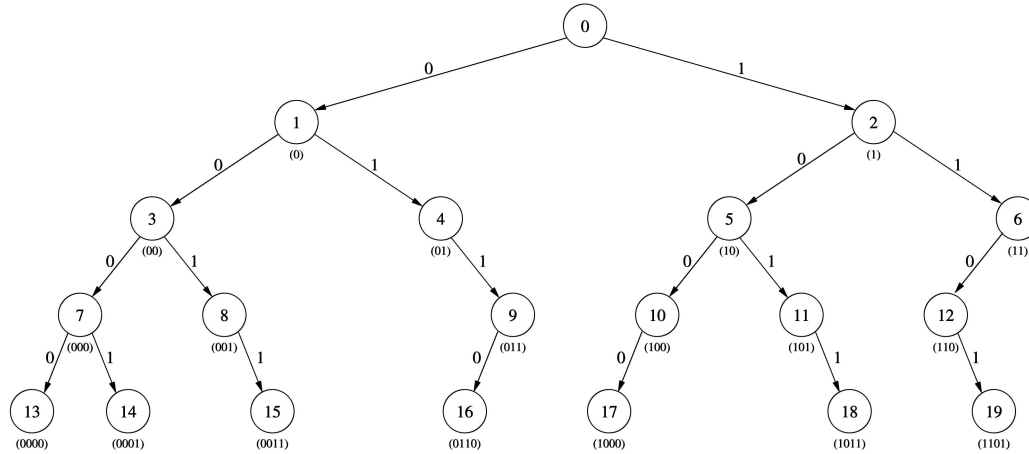 0
0 1
1 2
(0) (1)
0 1 0 1
3 4 5 6
(00) (01) (10) (11)
0 1 1 0 1 0
7 8 9 10 11 12
(000) (001) (011) (100) (101) (110)
0 1 1 0 0 1 1
13 14 15 16 17 18 19
(0000) (0001) (0011) (0110) (1000) (1011) (1101)